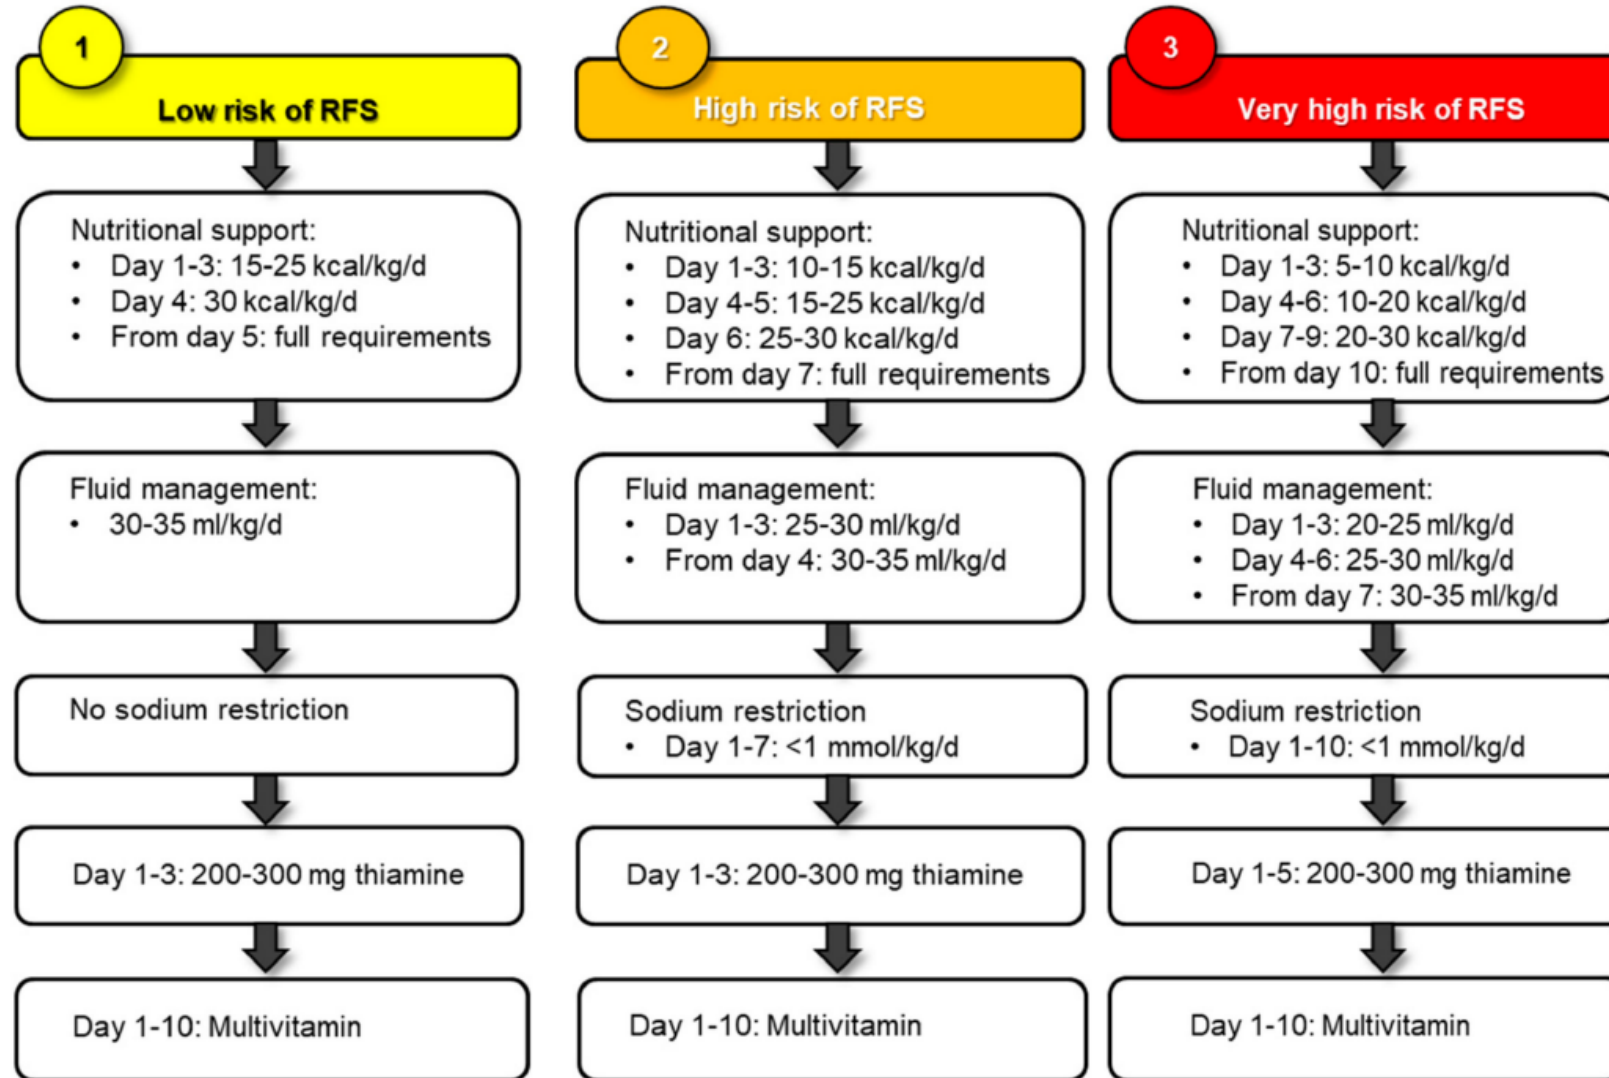 1
Low risk of RFS
Nutritional support:
• Day 1-3: 15-25 kcal/kg/d
• Day 4: 30 kcal/kg/d
• From day 5: full requirements
Fluid management:
• 30-35 ml/kg/d
No sodium restriction
Day 1-3: 200-300 mg thiamine
Day 1-10: Multivitamin
2
High risk of RFS
Nutritional support:
• Day 1-3: 10-15 kcal/kg/d
• Day 4-5: 15-25 kcal/kg/d
• Day 6: 25-30 kcal/kg/d
• From day 7: full requirements
Fluid management:
• Day 1-3: 25-30 ml/kg/d
• From day 4: 30-35 ml/kg/d
Sodium restriction
• Day 1-7: <1 mmol/kg/d
Day 1-3: 200-300 mg thiamine
Day 1-10: Multivitamin
3
Very high risk of RFS
Nutritional support:
• Day 1-3: 5-10 kcal/kg/d
• Day 4-6: 10-20 kcal/kg/d
• Day 7-9: 20-30 kcal/kg/d
• From day 10: full requirements
Fluid management:
• Day 1-3: 20-25 ml/kg/d
• Day 4-6: 25-30 ml/kg/d
• From day 7: 30-35 ml/kg/d
Sodium restriction
• Day 1-10: <1 mmol/kg/d
Day 1-5: 200-300 mg thiamine
Day 1-10: Multivitamin